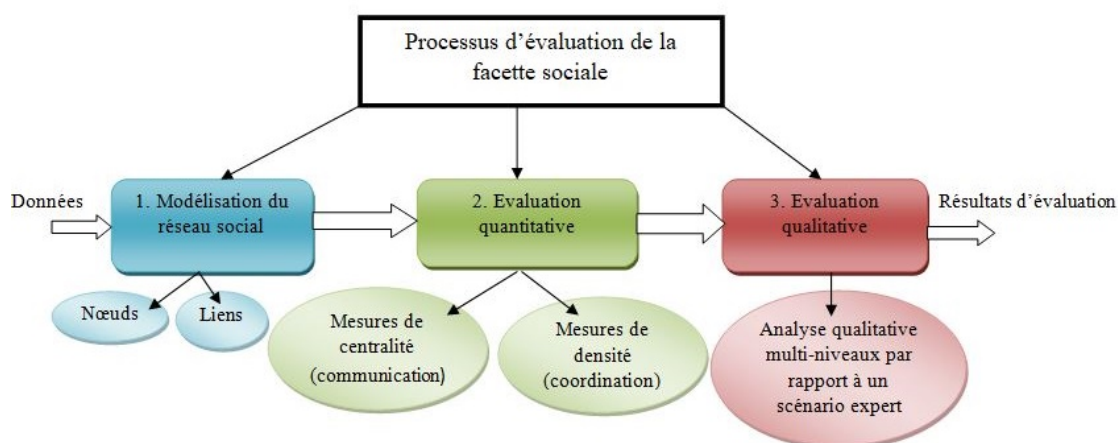 Processus d'évaluation de la
facette sociale
Données
1. Modélisation du
réseau social
2. Evaluation
quantitative
3. Evaluation
qualitative
Résultats d'évaluation
Nœuds
Liens
Mesures de
centralité
(communication)
Mesures de
densité
(coordination)
Analyse qualitative
multi-niveaux par
rapport à un
scénario expert